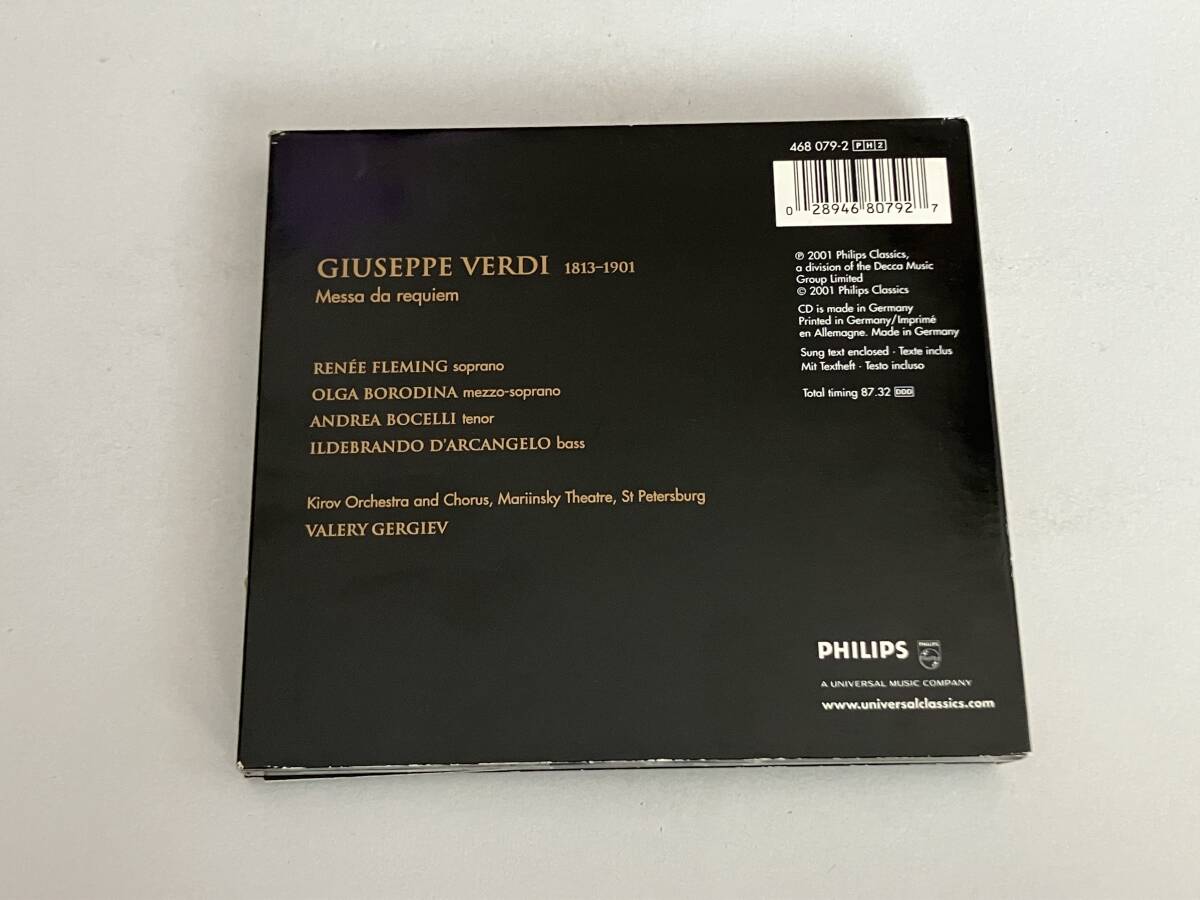 468 079-2 PH2
0 28946 80792 7
GIUSEPPE VERDI 1813–1901
Messa da requiem
RENÉE FLEMING soprano
OLGA BORODINA mezzo-soprano
ANDREA BOCELLI tenor
ILDEBRANDO D'ARCANGELO bass
Kirov Orchestra and Chorus, Mariinsky Theatre, St Petersburg
VALERY GERGIEV
℗ 2001 Philips Classics,
a division of the Decca Music
Group Limited
© 2001 Philips Classics
CD is made in Germany
Printed in Germany/Imprimé
en Allemagne. Made in Germany
Sung text enclosed · Texte inclus
Mit Textheft · Testo incluso
Total timing 87.32 DDD
PHILIPS
PHILIPS
A UNIVERSAL MUSIC COMPANY
www.universalclassics.com